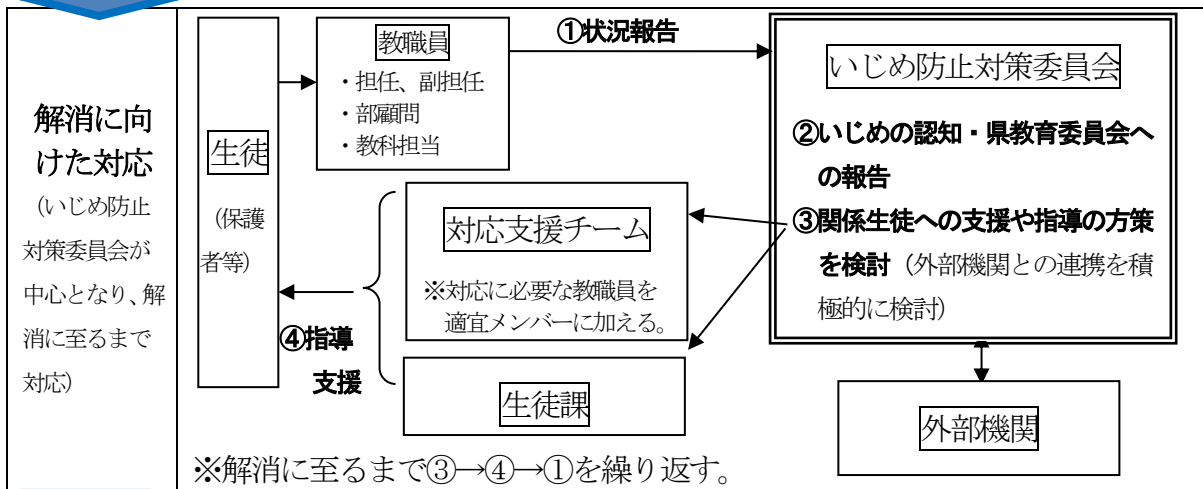 解消に向
けた対応
（いじめ防止
対策委員会が
中心となり、解
消に至るまで
対応）
生徒
（保護
者等）
教職員
・担任、副担任
・部顧問
・教科担当
①状況報告
いじめ防止対策委員会
②いじめの認知・県教育委員会へ
の報告
③関係生徒への支援や指導の方策
を検討（外部機関との連携を積
極的に検討）
対応支援チーム
※対応に必要な教職員を
適宜メンバーに加える。
④指導
支援
生徒課
外部機関
※解消に至るまで③→④→①を繰り返す。